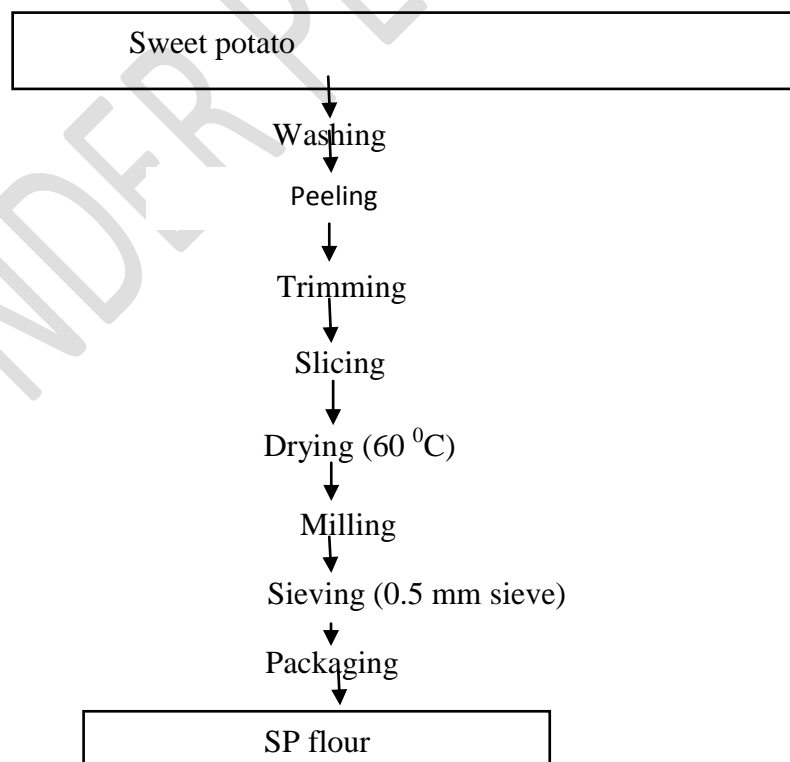 Sweet potato
Washing
Peeling
Trimming
Slicing
Drying (60 ⁰C)
Milling
Sieving (0.5 mm sieve)
Packaging
SP flour